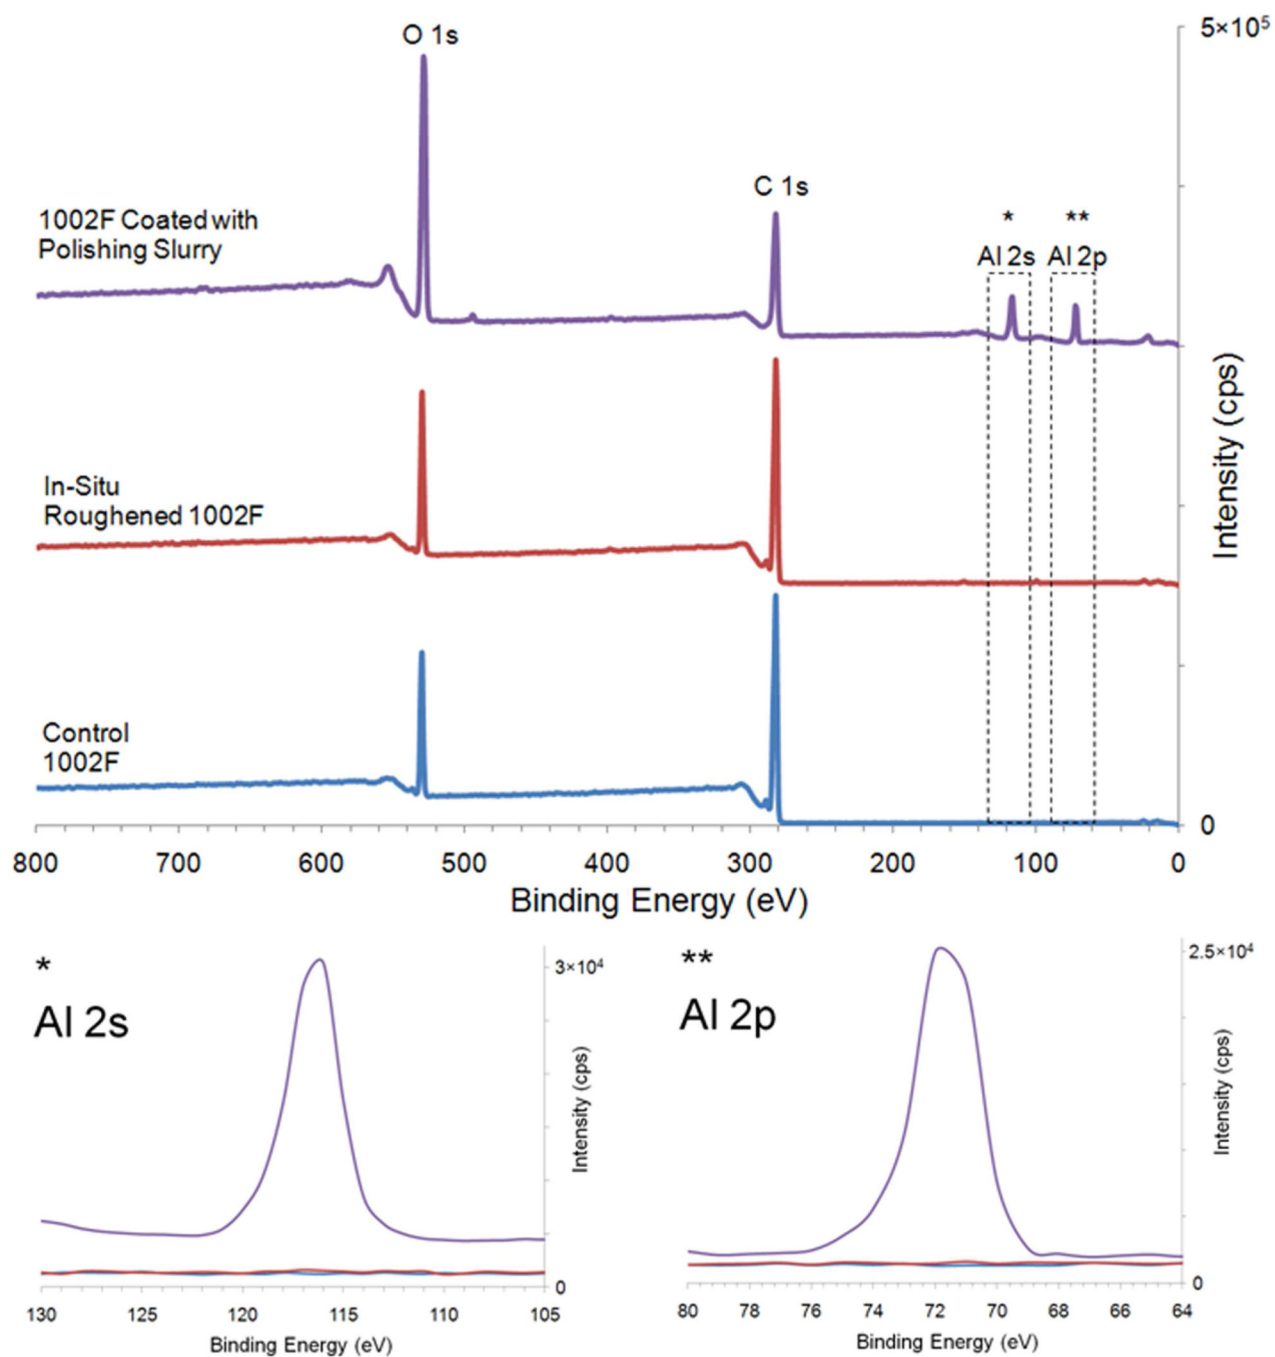 O 1s
5×10⁵
C 1s
1002F Coated with
Polishing Slurry
* **
Al 2s Al 2p
In-Situ
Roughened 1002F
Intensity (cps)
Control
1002F
0
800 700 600 500 400 300 200 100 0
Binding Energy (eV)
*
Al 2s
3×10⁴
Intensity (cps)
0
130 125 120 115 110 105
Binding Energy (eV)
**
Al 2p
2.5×10⁴
Intensity (cps)
0
80 78 76 74 72 70 68 66 64
Binding Energy (eV)